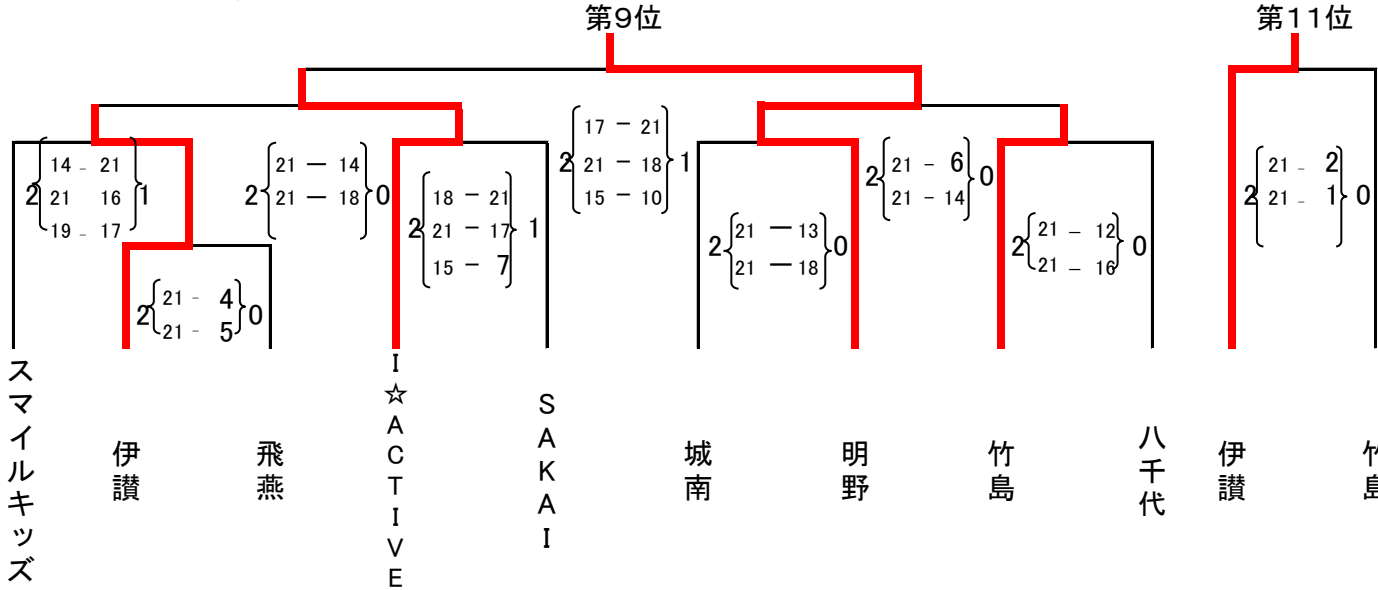 第9位
第11位
2 14 - 21 1
21 16
19 - 17
2 21 - 4 0
21 - 5
2 21 － 14 0
21 － 18
2 18 － 21 1
21 － 17
15 － 7
2 17 － 21 1
21 － 18
15 － 10
2 21 －13 0
21 －18
2 21 - 6 0
21 - 14
2 21 － 12 0
21 － 16
2 21 - 2 0
21 - 1
スマイルキッズ
伊讃
飛燕
I☆ACTIVE
SAKAI
城南
明野
竹島
八千代
伊讃
竹島